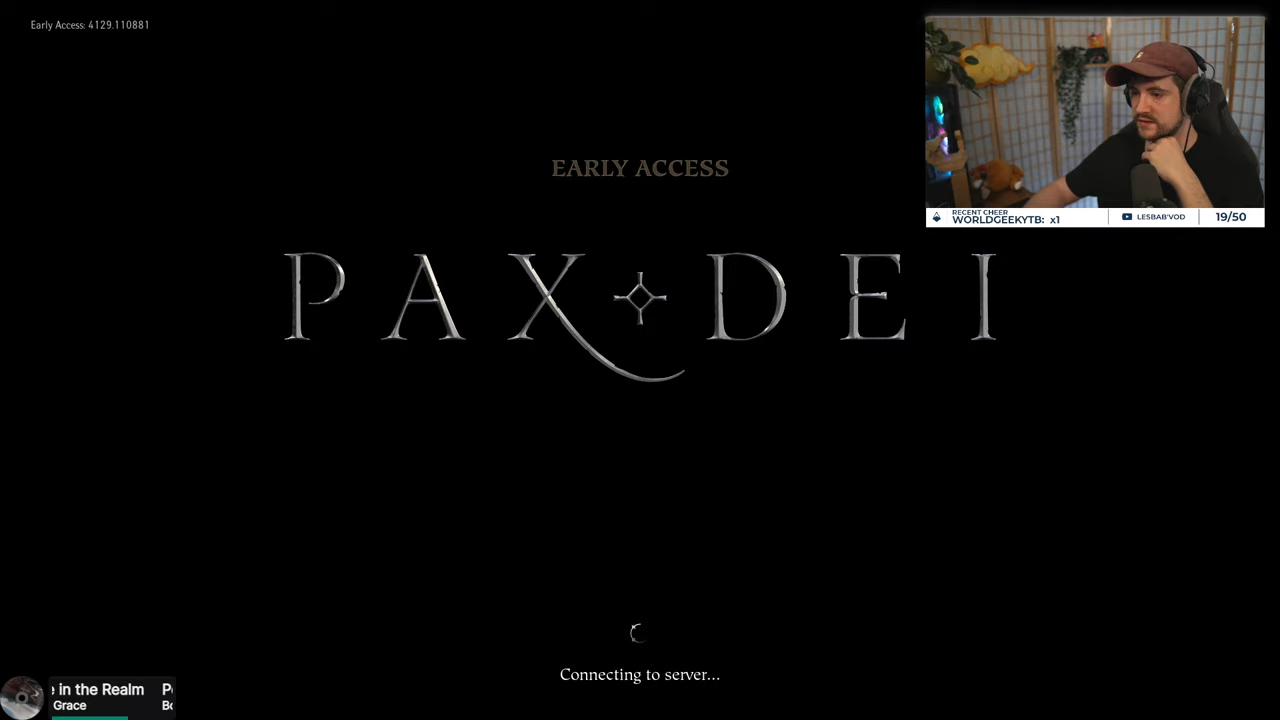 Early Access: 4129.110881
EARLY ACCESS
PAX DEI
RECENT CHEER
WORLDGEEKYTB: x1
LESBAB'VOD
19/50
Connecting to server...
in the Realm
Grace